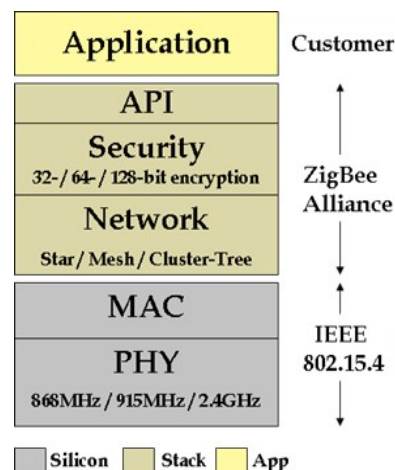 Application
Customer
API
Security
32-/ 64-/ 128-bit encryption
ZigBee
Alliance
Network
Star / Mesh / Cluster-Tree
MAC
IEEE
802.15.4
PHY
868MHz / 915MHz / 2.4GHz
Silicon Stack App